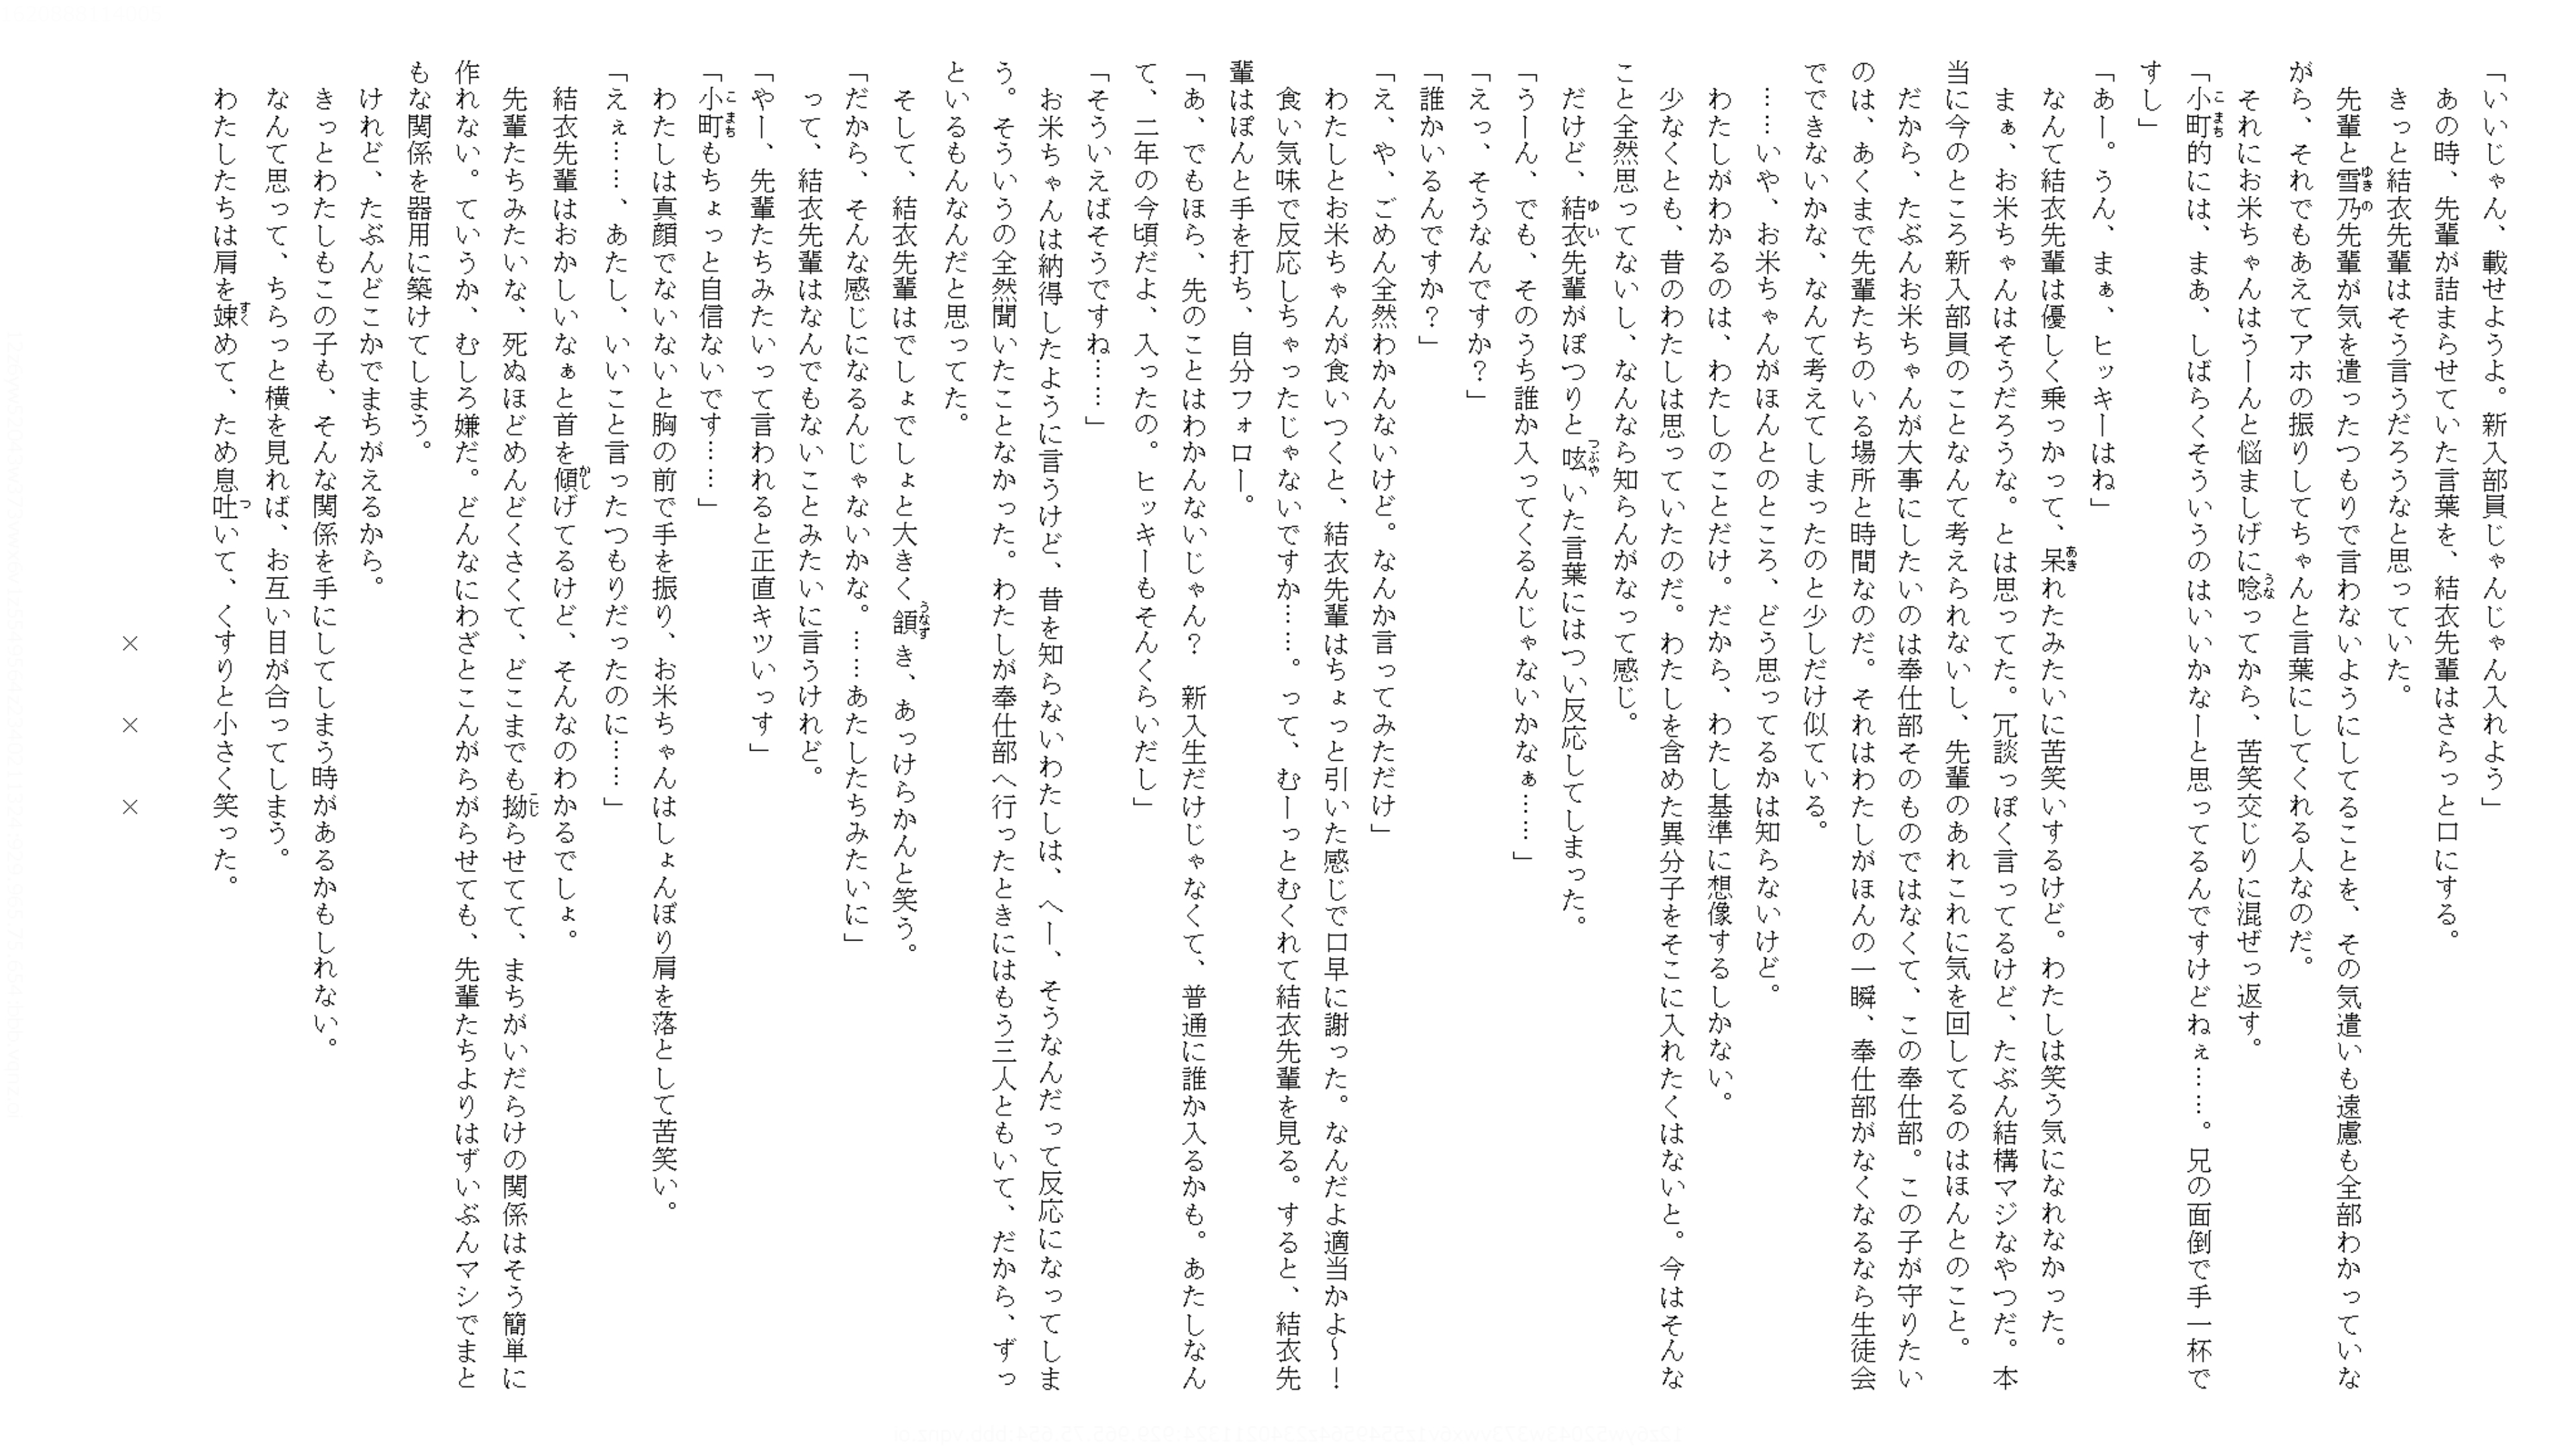 「いいじゃん、載せようよ。新入部員じゃんじゃん入れよう」
あの時、先輩が詰まらせていた言葉を、結衣先輩はさらっと口にする。
きっと結衣先輩はそう言うだろうなと思っていた。
先輩と雪乃先輩が気を遣ったつもりで言わないようにしてることを、その気遣いも遠慮も全部わかっていな
がら、それでもあえてアホの振りしてちゃんと言葉にしてくれる人なのだ。
それにお米ちゃんはうーんと悩ましげに唸ってから、苦笑交じりに混ぜっ返す。
「小町的には、まあ、しばらくそういうのはいいかなーと思ってるんですけどねぇ……。兄の面倒で手一杯で
すし」
「あー。うん、まぁ、ヒッキーはね」
なんて結衣先輩は優しく乗っかって、呆れたみたいに苦笑いするけど。わたしは笑う気になれなかった。
まぁ、お米ちゃんはそうだろうな。とは思ってた。冗談っぽく言ってるけど、たぶん結構マジなやつだ。本
当に今のところ新入部員のことなんて考えられないし、先輩のあれこれに気を回してるのはほんとのこと。
だから、たぶんお米ちゃんが大事にしたいのは奉仕部そのものではなくて、この奉仕部。この子が守りたい
のは、あくまで先輩たちのいる場所と時間なのだ。それはわたしがほんの一瞬、奉仕部がなくなるなら生徒会
でできないかな、なんて考えてしまったのと少しだけ似ている。
……いや、お米ちゃんがほんとのところ、どう思ってるかは知らないけど。
わたしがわかるのは、わたしのことだけ。だから、わたし基準に想像するしかない。
少なくとも、昔のわたしは思っていたのだ。わたしを含めた異分子をそこに入れたくはないと。今はそんな
こと全然思ってないし、なんなら知らんがなって感じ。
だけど、結衣先輩がぽつりと呟いた言葉にはつい反応してしまった。
「うーん、でも、そのうち誰か入ってくるんじゃないかなぁ……」
「えっ、そうなんですか？」
「誰かいるんですか？」
「え、や、ごめん全然わかんないけど。なんか言ってみただけ」
わたしとお米ちゃんが食いつくと、結衣先輩はちょっと引いた感じで口早に謝った。なんだよ適当かよ～！
食い気味で反応しちゃったじゃないですか……。って、むーっとむくれて結衣先輩を見る。すると、結衣先
輩はぽんと手を打ち、自分フォロー。
「あ、でもほら、先のことはわかんないじゃん？　新入生だけじゃなくて、普通に誰か入るかも。あたしなん
て、二年の今頃だよ、入ったの。ヒッキーもそんくらいだし」
「そういえばそうですね……」
お米ちゃんは納得したように言うけど、昔を知らないわたしは、へー、そうなんだって反応になってしま
う。そういうの全然聞いたことなかった。わたしが奉仕部へ行ったときにはもう三人ともいて、だから、ずっ
といるもんなんだと思ってた。
そして、結衣先輩はでしょでしょと大きく頷き、あっけらかんと笑う。
「だから、そんな感じになるんじゃないかな。……あたしたちみたいに」
って、結衣先輩はなんでもないことみたいに言うけれど。
「やー、先輩たちみたいって言われると正直キツいっす」
「小町もちょっと自信ないです……」
わたしは真顔でないないと胸の前で手を振り、お米ちゃんはしょんぼり肩を落として苦笑い。
「えぇ……、あたし、いいこと言ったつもりだったのに……」
結衣先輩はおかしいなぁと首を傾げてるけど、そんなのわかるでしょ。
先輩たちみたいな、死ぬほどめんどくさくて、どこまでも拗らせてて、まちがいだらけの関係はそう簡単に
作れない。ていうか、むしろ嫌だ。どんなにわざとこんがらがらせても、先輩たちよりはずいぶんマシでまと
もな関係を器用に築けてしまう。
けれど、たぶんどこかでまちがえるから。
きっとわたしもこの子も、そんな関係を手にしてしまう時があるかもしれない。
なんて思って、ちらっと横を見れば、お互い目が合ってしまう。
わたしたちは肩を竦めて、ため息吐いて、くすりと小さく笑った。
×　×　×